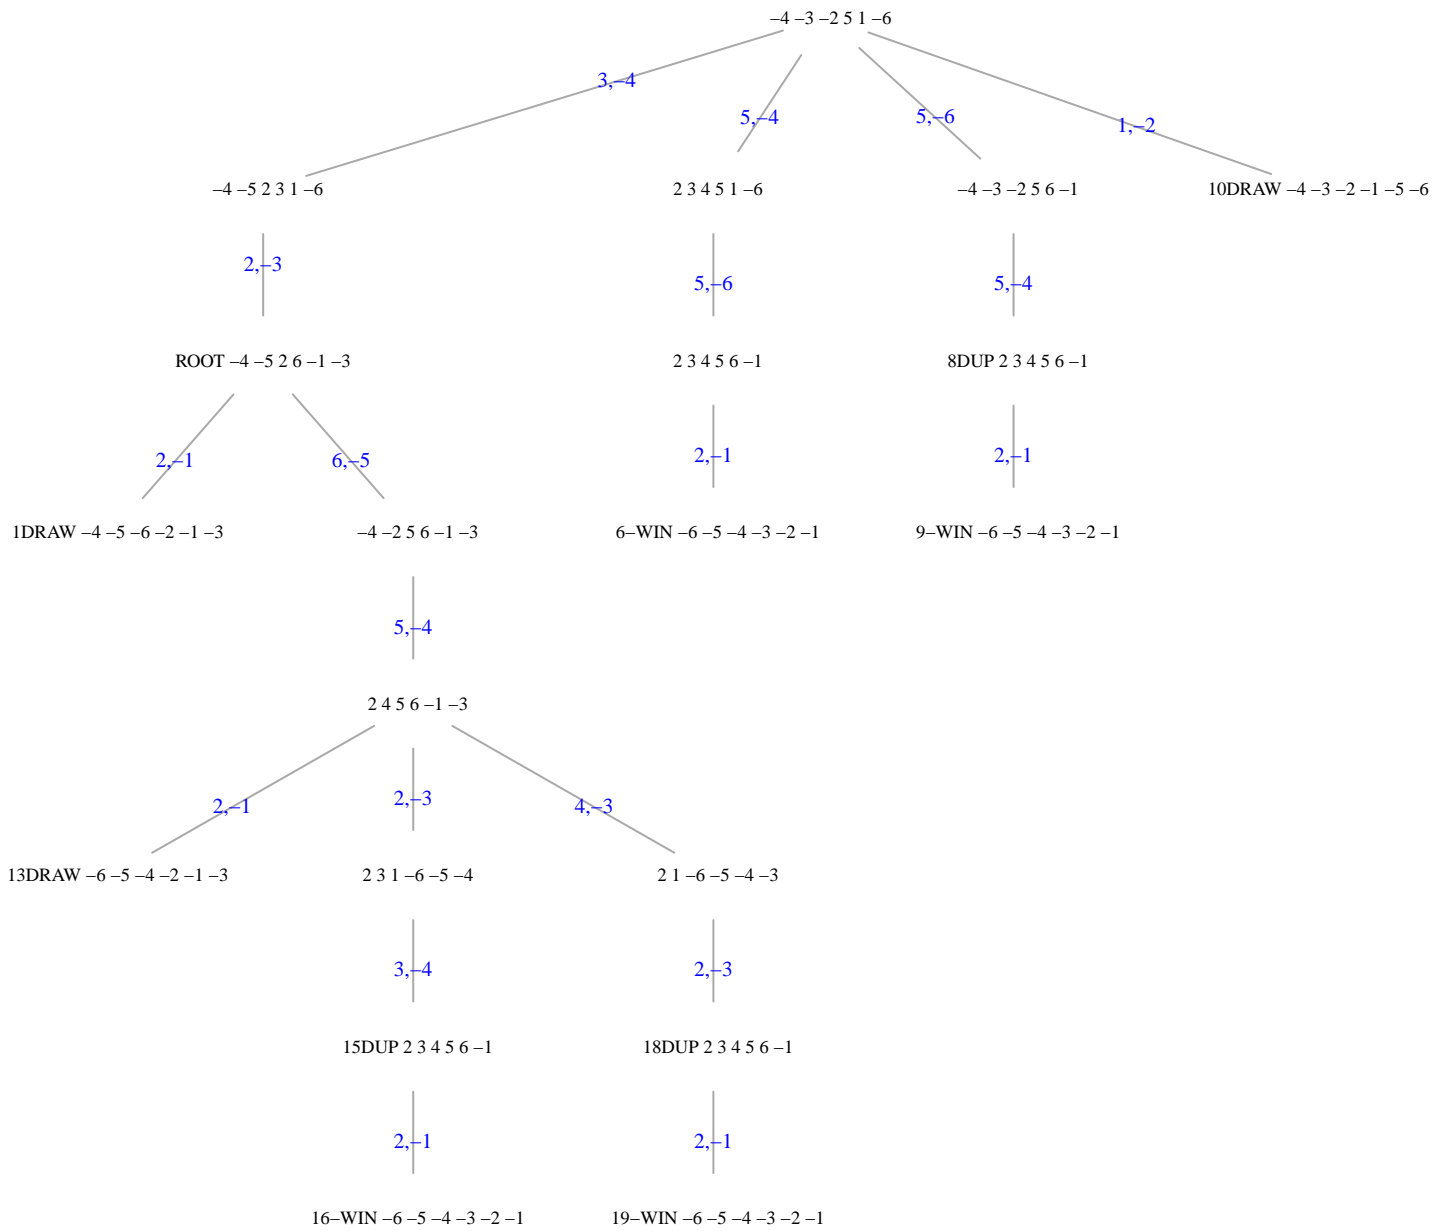 –4 –3 –2 5 1 –6
3,–4
5,–4
5,–6
1,–2
–4 –5 2 3 1 –6
2 3 4 5 1 –6
–4 –3 –2 5 6 –1
10DRAW –4 –3 –2 –1 –5 –6
2,–3
5,–6
5,–4
ROOT –4 –5 2 6 –1 –3
2 3 4 5 6 –1
8DUP 2 3 4 5 6 –1
2,–1
6,–5
2,–1
2,–1
1DRAW –4 –5 –6 –2 –1 –3
–4 –2 5 6 –1 –3
6–WIN –6 –5 –4 –3 –2 –1
9–WIN –6 –5 –4 –3 –2 –1
5,–4
2 4 5 6 –1 –3
2,–1
2,–3
4,–3
13DRAW –6 –5 –4 –2 –1 –3
2 3 1 –6 –5 –4
2 1 –6 –5 –4 –3
3,–4
2,–3
15DUP 2 3 4 5 6 –1
18DUP 2 3 4 5 6 –1
2,–1
2,–1
16–WIN –6 –5 –4 –3 –2 –1
19–WIN –6 –5 –4 –3 –2 –1